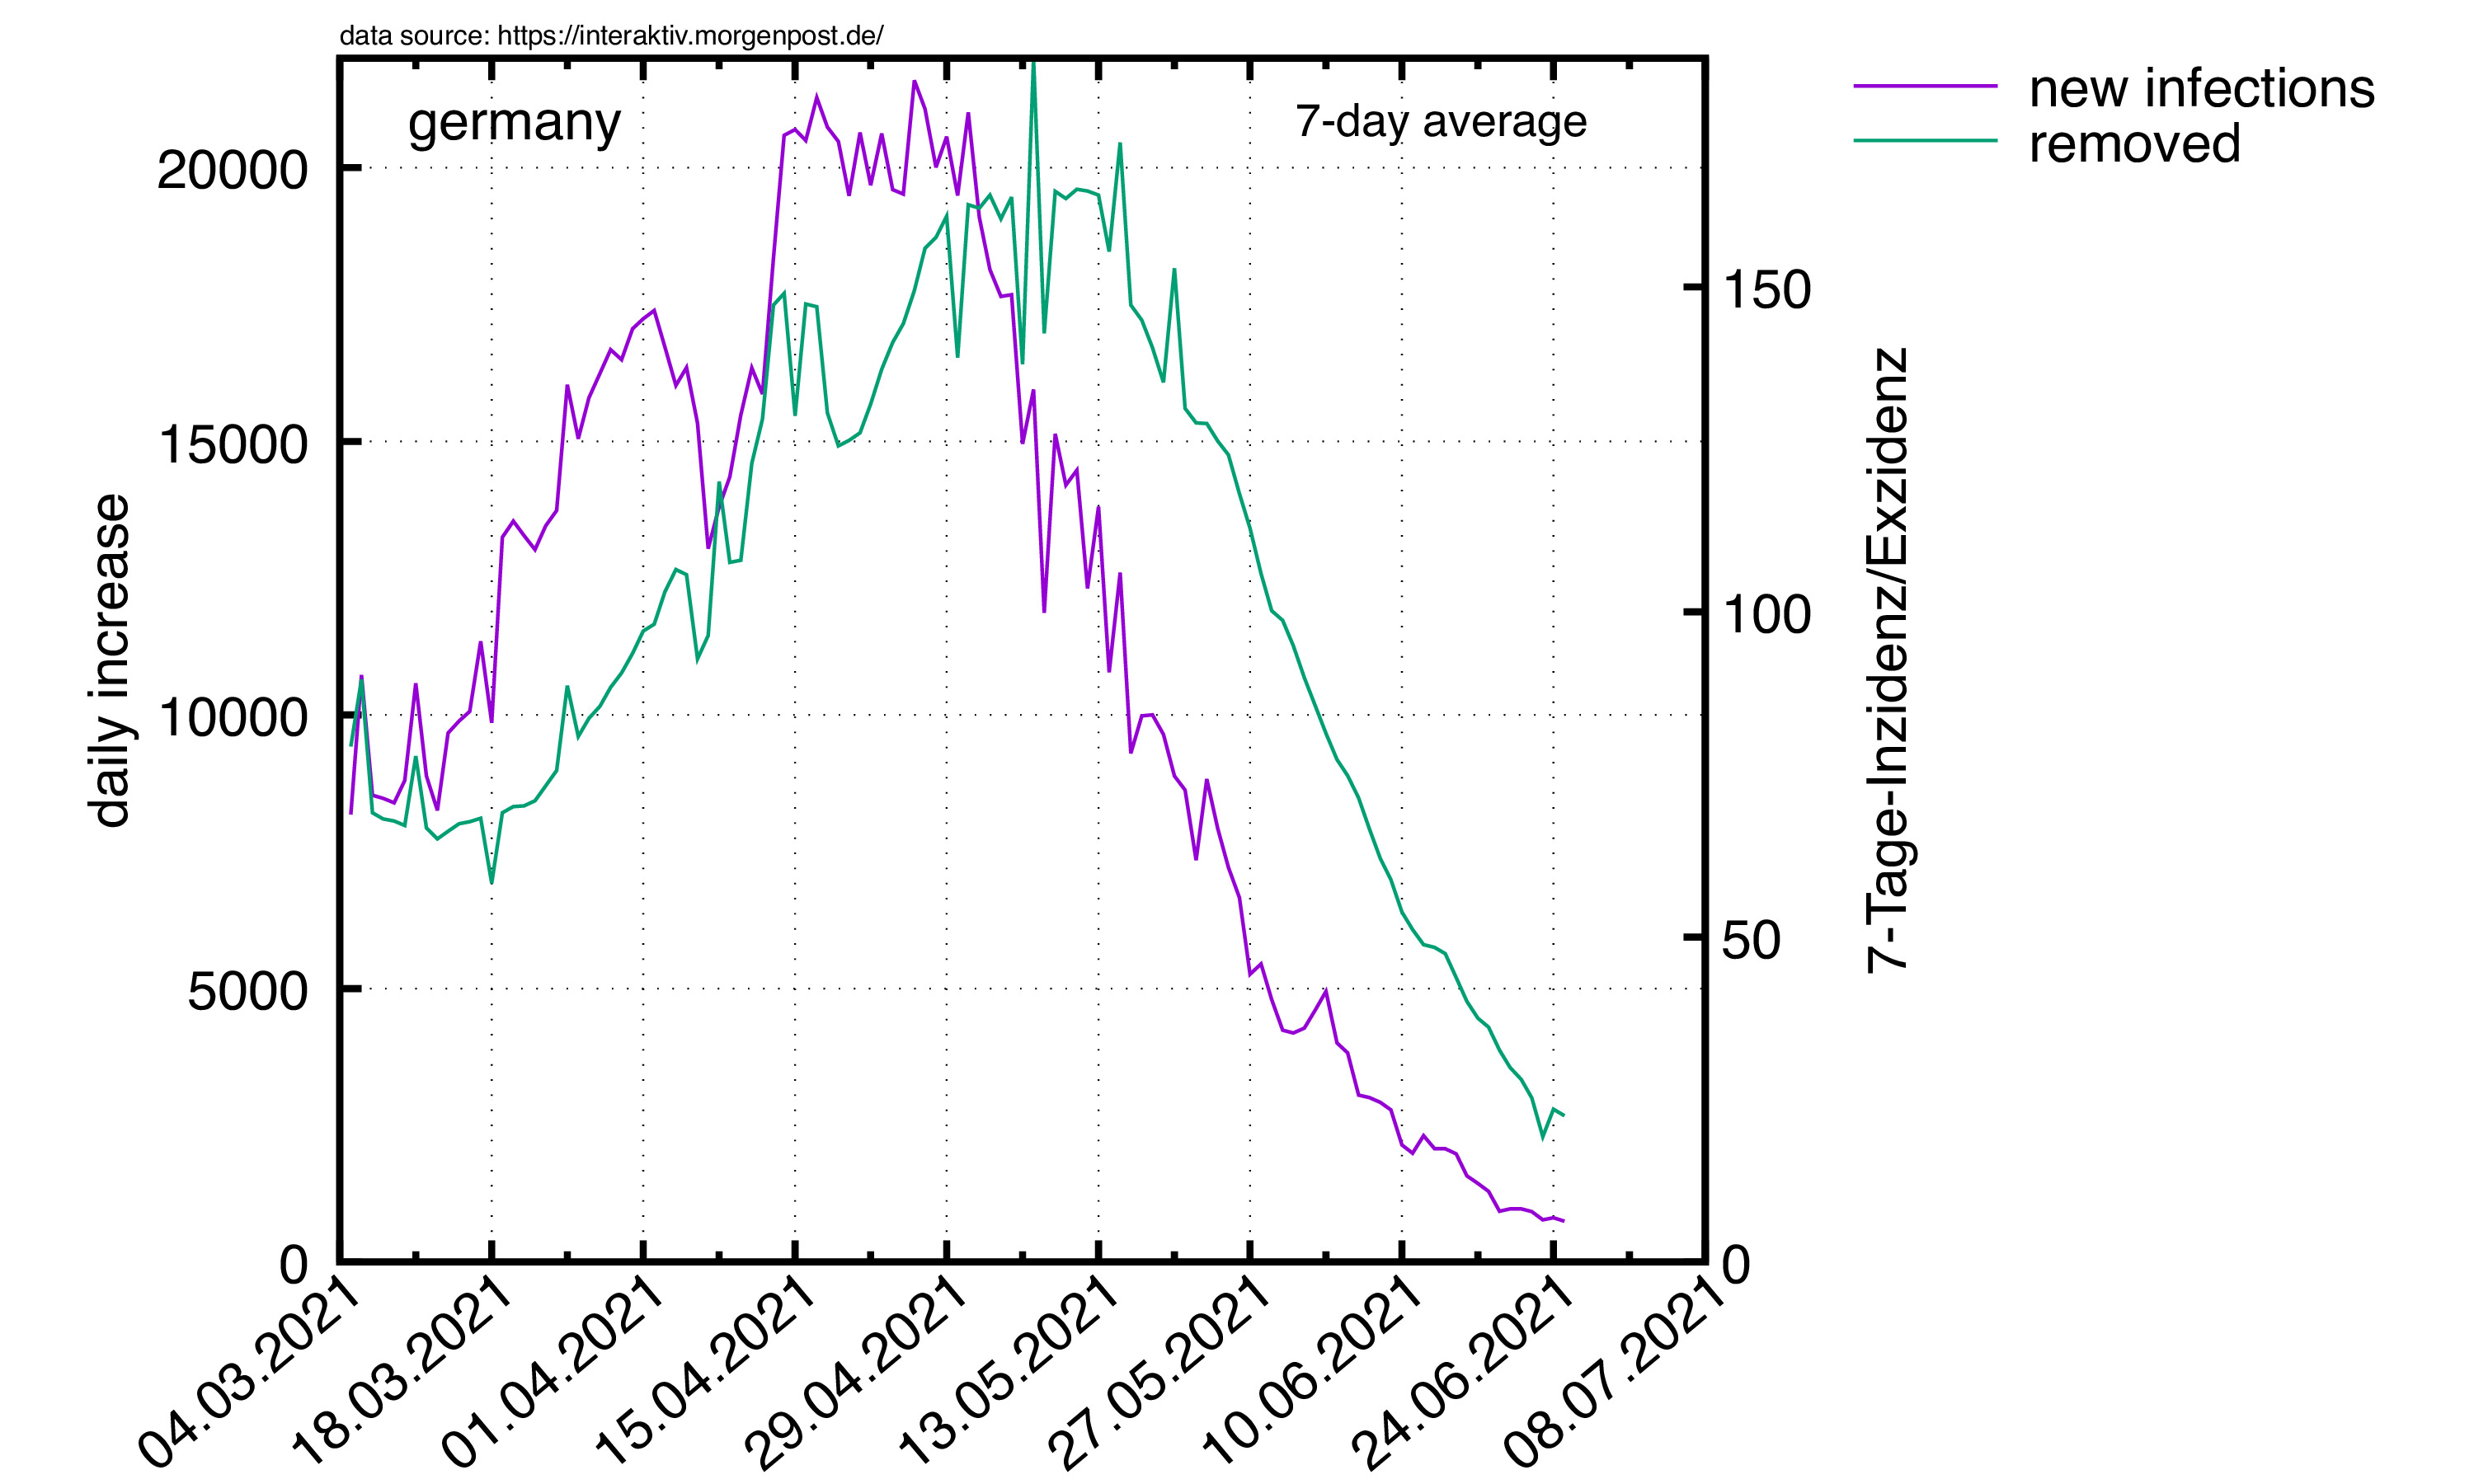 data source: https://interaktiv.morgenpost.de/
germany
7-day average
new infections
removed
daily increase
20000
15000
10000
5000
0
150
100
50
0
7-Tage-Inzidenz/Exzidenz
04.03.2021
18.03.2021
01.04.2021
15.04.2021
29.04.2021
13.05.2021
27.05.2021
10.06.2021
24.06.2021
08.07.2021